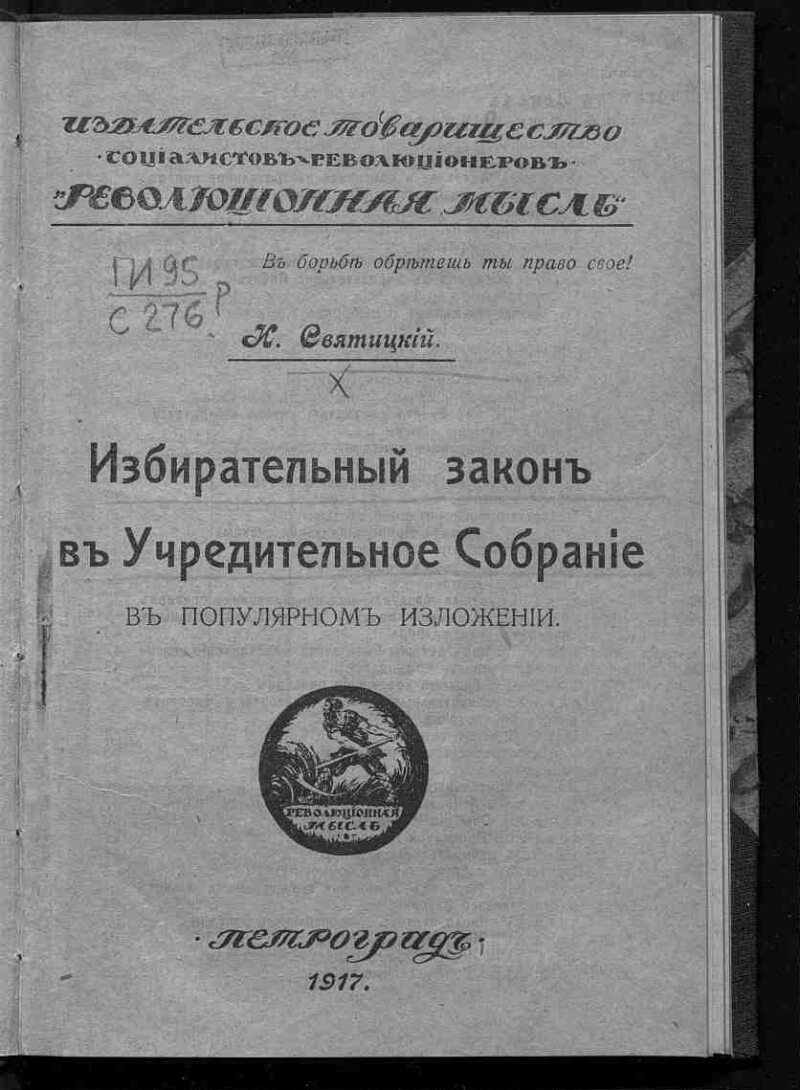 Издательское товарищество
·соціалистовъ-революціонеровъ·
"РЕВОЛЮЦІОННАЯ МЫСЛЬ"
Въ борьбѣ обрѣтешь ты право свое!
ГИ 95
С 276 р
Н. Святицкій.
Избирательный законъ
въ Учредительное Собраніе
ВЪ ПОПУЛЯРНОМЪ ИЗЛОЖЕНІИ.
РЕВОЛЮЦІОННАЯ
МЫСЛЬ
·ПЕТРОГРАДЪ·
1917.